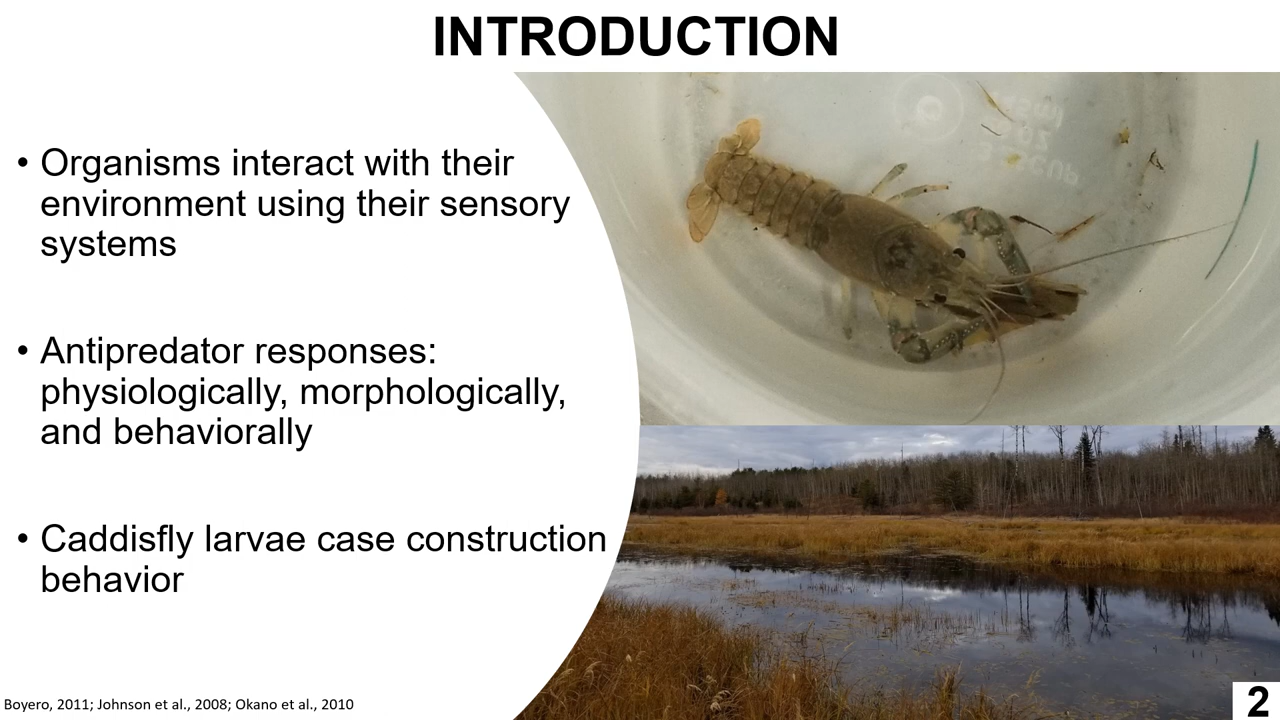 INTRODUCTION
• Organisms interact with their
environment using their sensory
systems
• Antipredator responses:
physiologically, morphologically,
and behaviorally
• Caddisfly larvae case construction
behavior
Boyero, 2011; Johnson et al., 2008; Okano et al., 2010
2